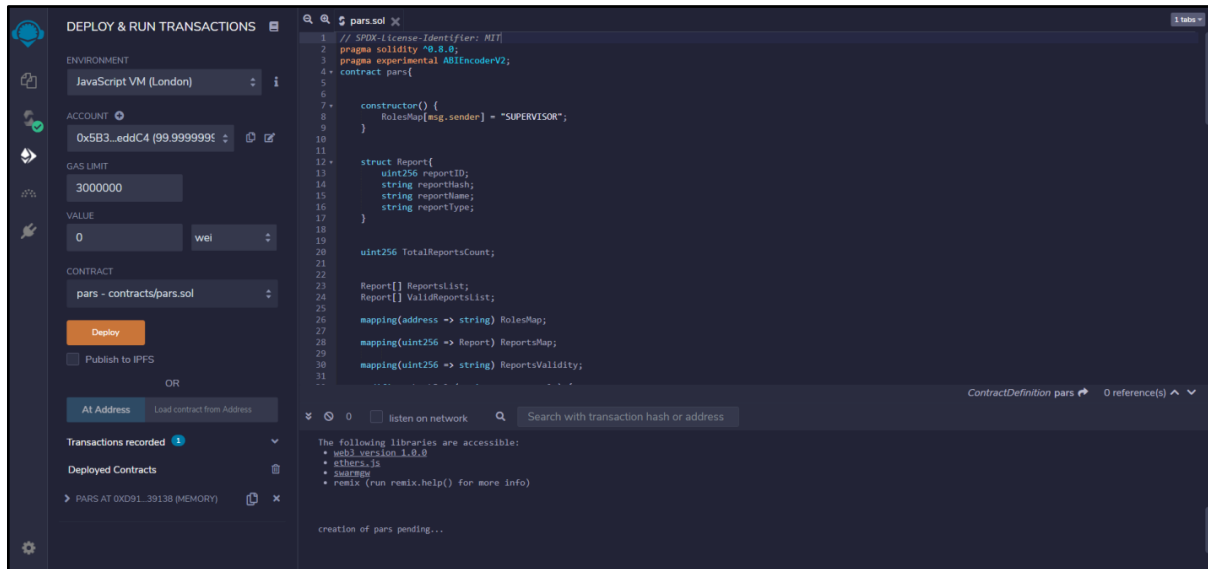 DEPLOY & RUN TRANSACTIONS
ENVIRONMENT
JavaScript VM (London)
ACCOUNT
0x5B3...eddC4 (99.9999999
GAS LIMIT
3000000
VALUE
0 wei
CONTRACT
pars - contracts/pars.sol
Deploy
Publish to IPFS
OR
At Address Load contract from Address
Transactions recorded 1
Deployed Contracts
PARS AT 0XD91...39138 (MEMORY)
pars.sol
1 tabs
1 // SPDX-License-Identifier: MIT
2 pragma solidity ^0.8.0;
3 pragma experimental ABIEncoderV2;
4 contract pars{
5
6
7 constructor() {
8 RolesMap[msg.sender] = "SUPERVISOR";
9 }
10
11
12 struct Report{
13 uint256 reportID;
14 string reportHash;
15 string reportName;
16 string reportType;
17 }
18
19
20 uint256 TotalReportsCount;
21
22
23 Report[] ReportsList;
24 Report[] ValidReportsList;
25
26 mapping(address => string) RolesMap;
27
28 mapping(uint256 => Report) ReportsMap;
29
30 mapping(uint256 => string) ReportsValidity;
31
ContractDefinition pars 0 reference(s)
0 listen on network Search with transaction hash or address
The following libraries are accessible:
• web3 version 1.0.0
• ethers.js
• swarmgw
• remix (run remix.help() for more info)
creation of pars pending...